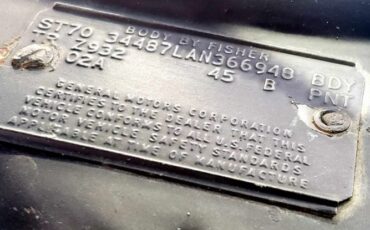 BODY BY FISHER
ST70 34487LAN366948 BDY
TR Z932 45 B PNT
02A
GENERAL MOTORS CORPORATION
CERTIFIES TO THE DEALER THAT THIS
VEHICLE CONFORMS TO ALL U.S. FEDERAL
MOTOR VEHICLE SAFETY STANDARDS
APPLICABLE AT TIME OF MANUFACTURE